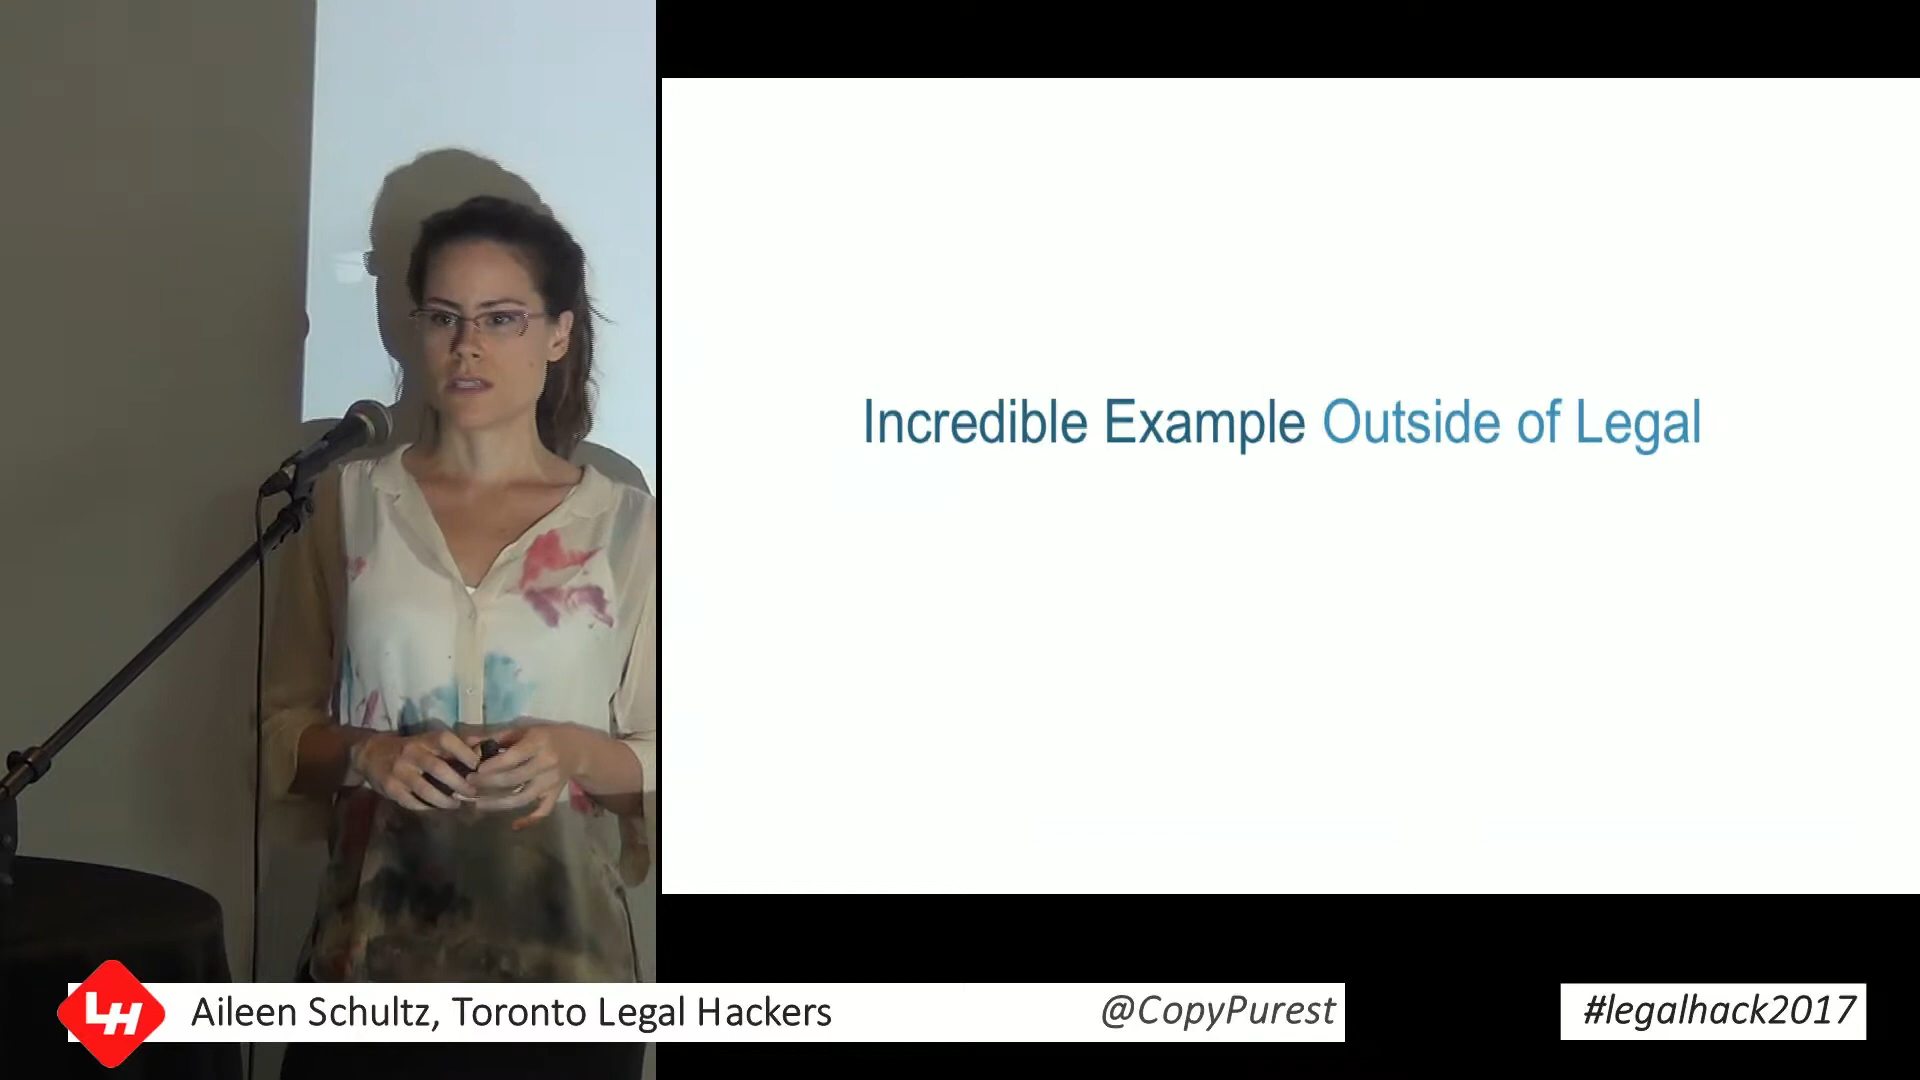 Incredible Example Outside of Legal
LH Aileen Schultz, Toronto Legal Hackers @CopyPurest #legalhack2017